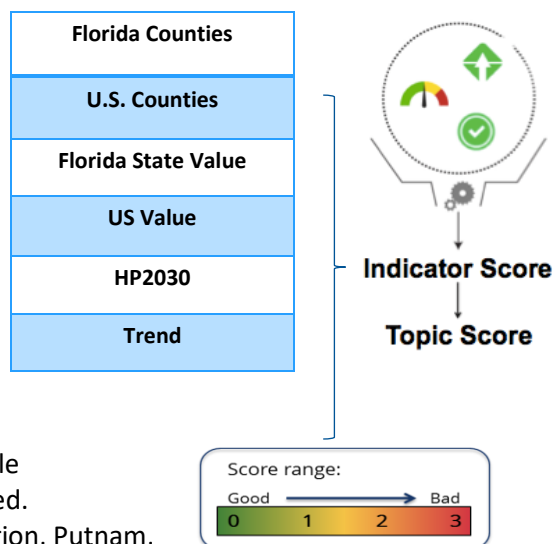 Florida Counties
U.S. Counties
Florida State Value
US Value
HP2030
Trend
Indicator Score
Topic Score
Score range:
Good Bad
0 1 2 3
Putnam,